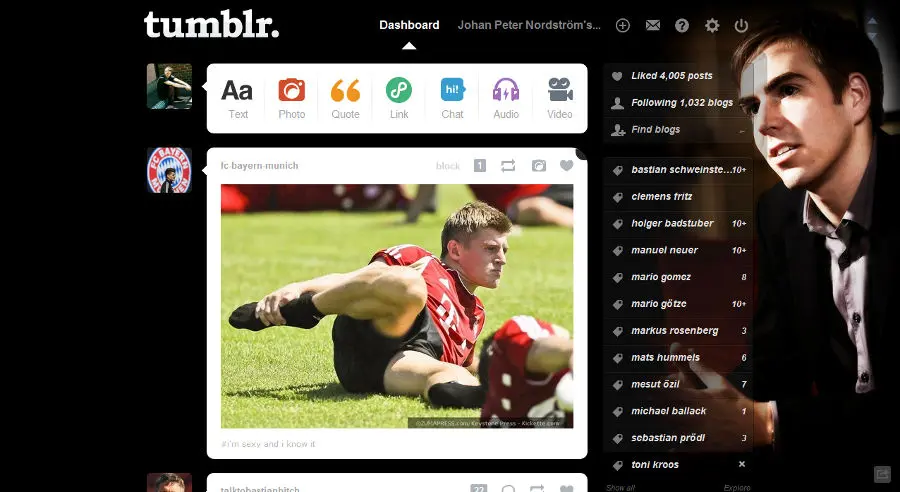 tumblr.
Dashboard
Johan Peter Nordström's...
Aa
hi!
Text
Photo
Quote
Link
Chat
Audio
Video
Liked 4,005 posts
Following 1,032 blogs
Find blogs
FC BAYERN
fc-bayern-munich
block
1
bastian schweinste...10+
clemens fritz
holger badstuber 10+
manuel neuer 10+
mario gomez 8
mario götze 10+
markus rosenberg 3
mats hummels 6
mesut özil 7
michael ballack 1
sebastian prödl 3
toni kroos ×
©ZUMAPRESS.com/ Keystone Press - Kickette.com
#i'm sexy and i know it
talktobastianbitch
22
Show all
Explore